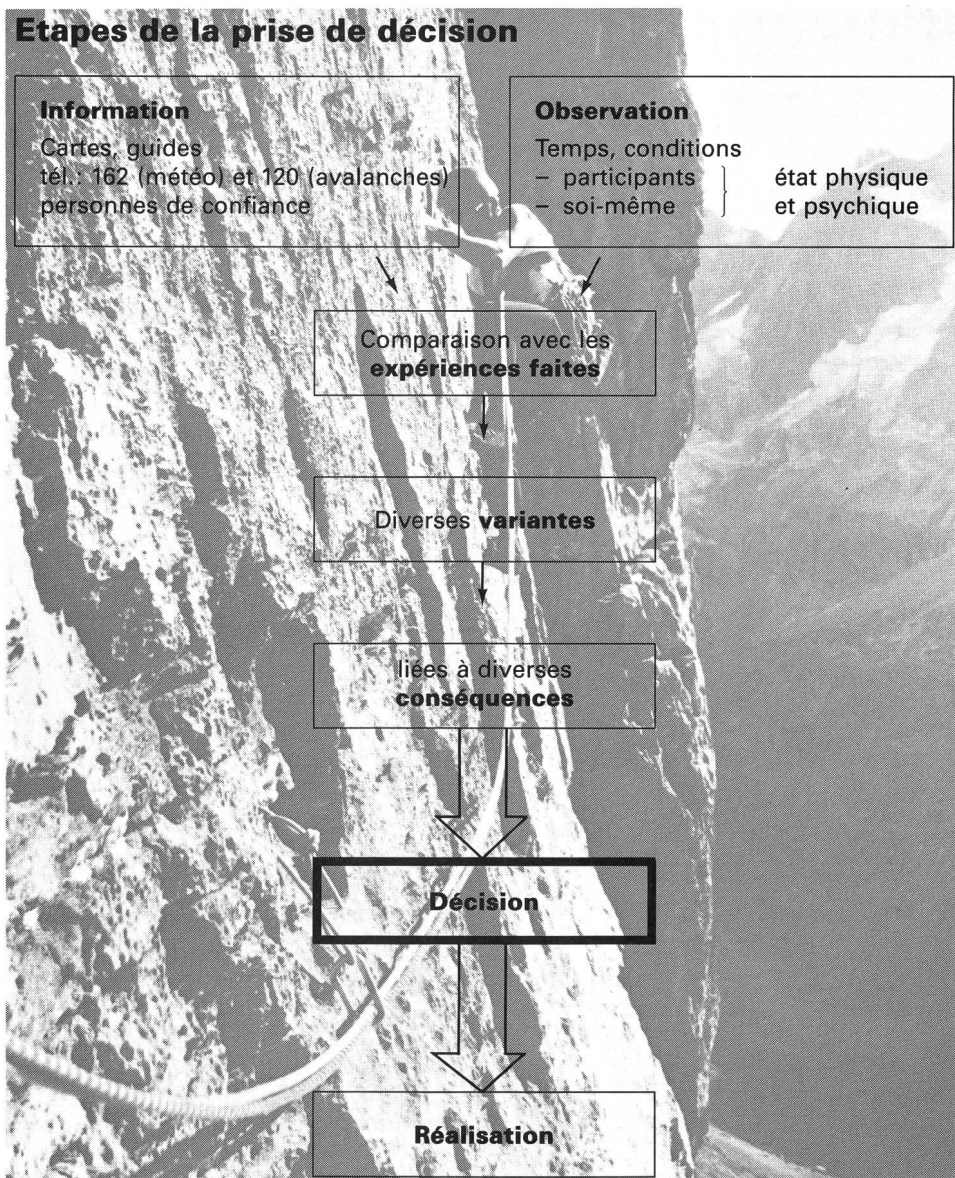 Etapes de la prise de décision
Information
Cartes, guides
tél.: 162 (météo) et 120 (avalanches)
personnes de confiance
Observation
Temps, conditions
– participants
– soi-même
état physique
et psychique
Comparaison avec les
expériences faites
Diverses variantes
liées à diverses
conséquences
Décision
Réalisation